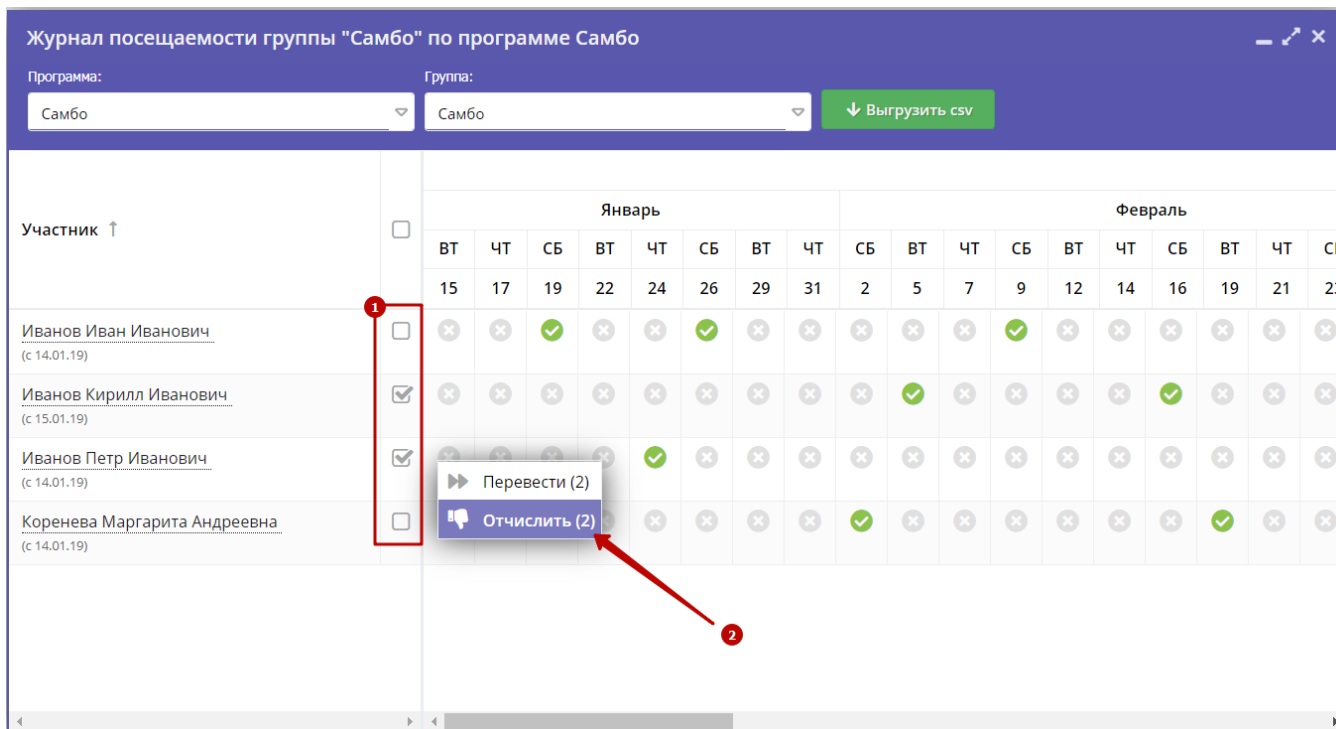 Журнал посещаемости группы "Самбо" по программе Самбо
Программа: Группа:
Самбо Самбо Выгрузить csv
Январь Февраль
Участник
ВТ ЧТ СБ ВТ ЧТ СБ ВТ ЧТ СБ ВТ ЧТ СБ ВТ ЧТ СБ ВТ ЧТ
15 17 19 22 24 26 29 31 2 5 7 9 12 14 16 19 21
1
Иванов Иван Иванович
(с 14.01.19)
Иванов Кирилл Иванович
(с 15.01.19)
Иванов Петр Иванович
(с 14.01.19)
Перевести (2)
Коренева Маргарита Андреевна
(с 14.01.19)
Отчислить (2)
2